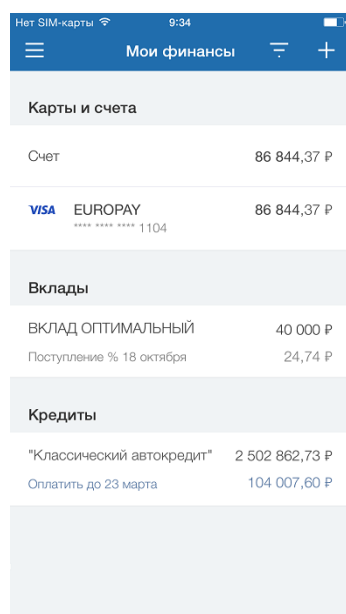 Нет SIM-карты 9:34
Мои финансы
Карты и счета
Счет 86 844,37 ₽
VISA EUROPAY 86 844,37 ₽
**** **** **** 1104
Вклады
ВКЛАД ОПТИМАЛЬНЫЙ 40 000 ₽
Поступление % 18 октября 24,74 ₽
Кредиты
"Классический автокредит" 2 502 862,73 ₽
Оплатить до 23 марта 104 007,60 ₽